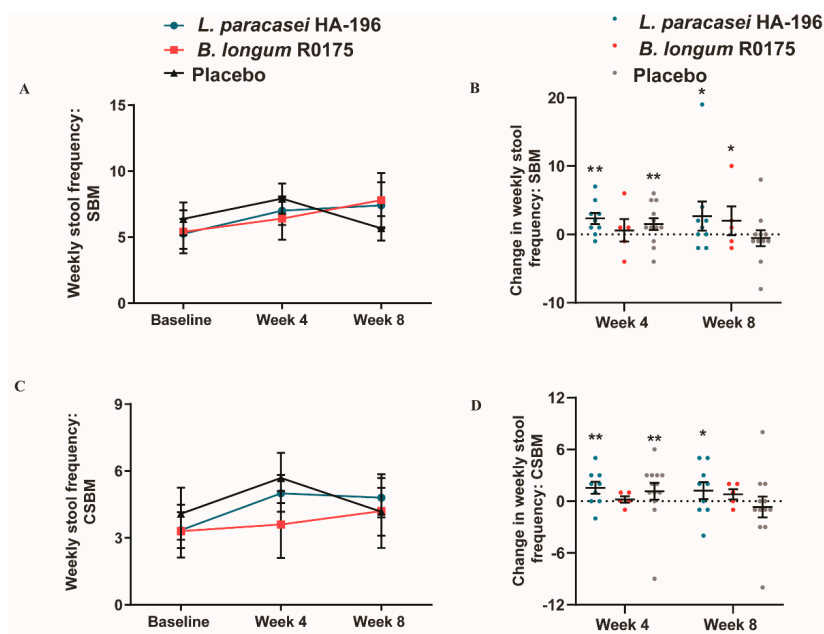 L. paracasei HA-196
B. longum R0175
Placebo
L. paracasei HA-196
B. longum R0175
Placebo
A
Weekly stool frequency:
SBM
15
10
5
0
Baseline
Week 4
Week 8
B
Change in weekly stool
frequency: SBM
20
10
0
-10
**
**
*
*
Week 4
Week 8
C
Weekly stool frequency:
CSBM
9
6
3
0
Baseline
Week 4
Week 8
D
Change in weekly stool
frequency: CSBM
12
6
0
-6
-12
**
**
*
Week 4
Week 8